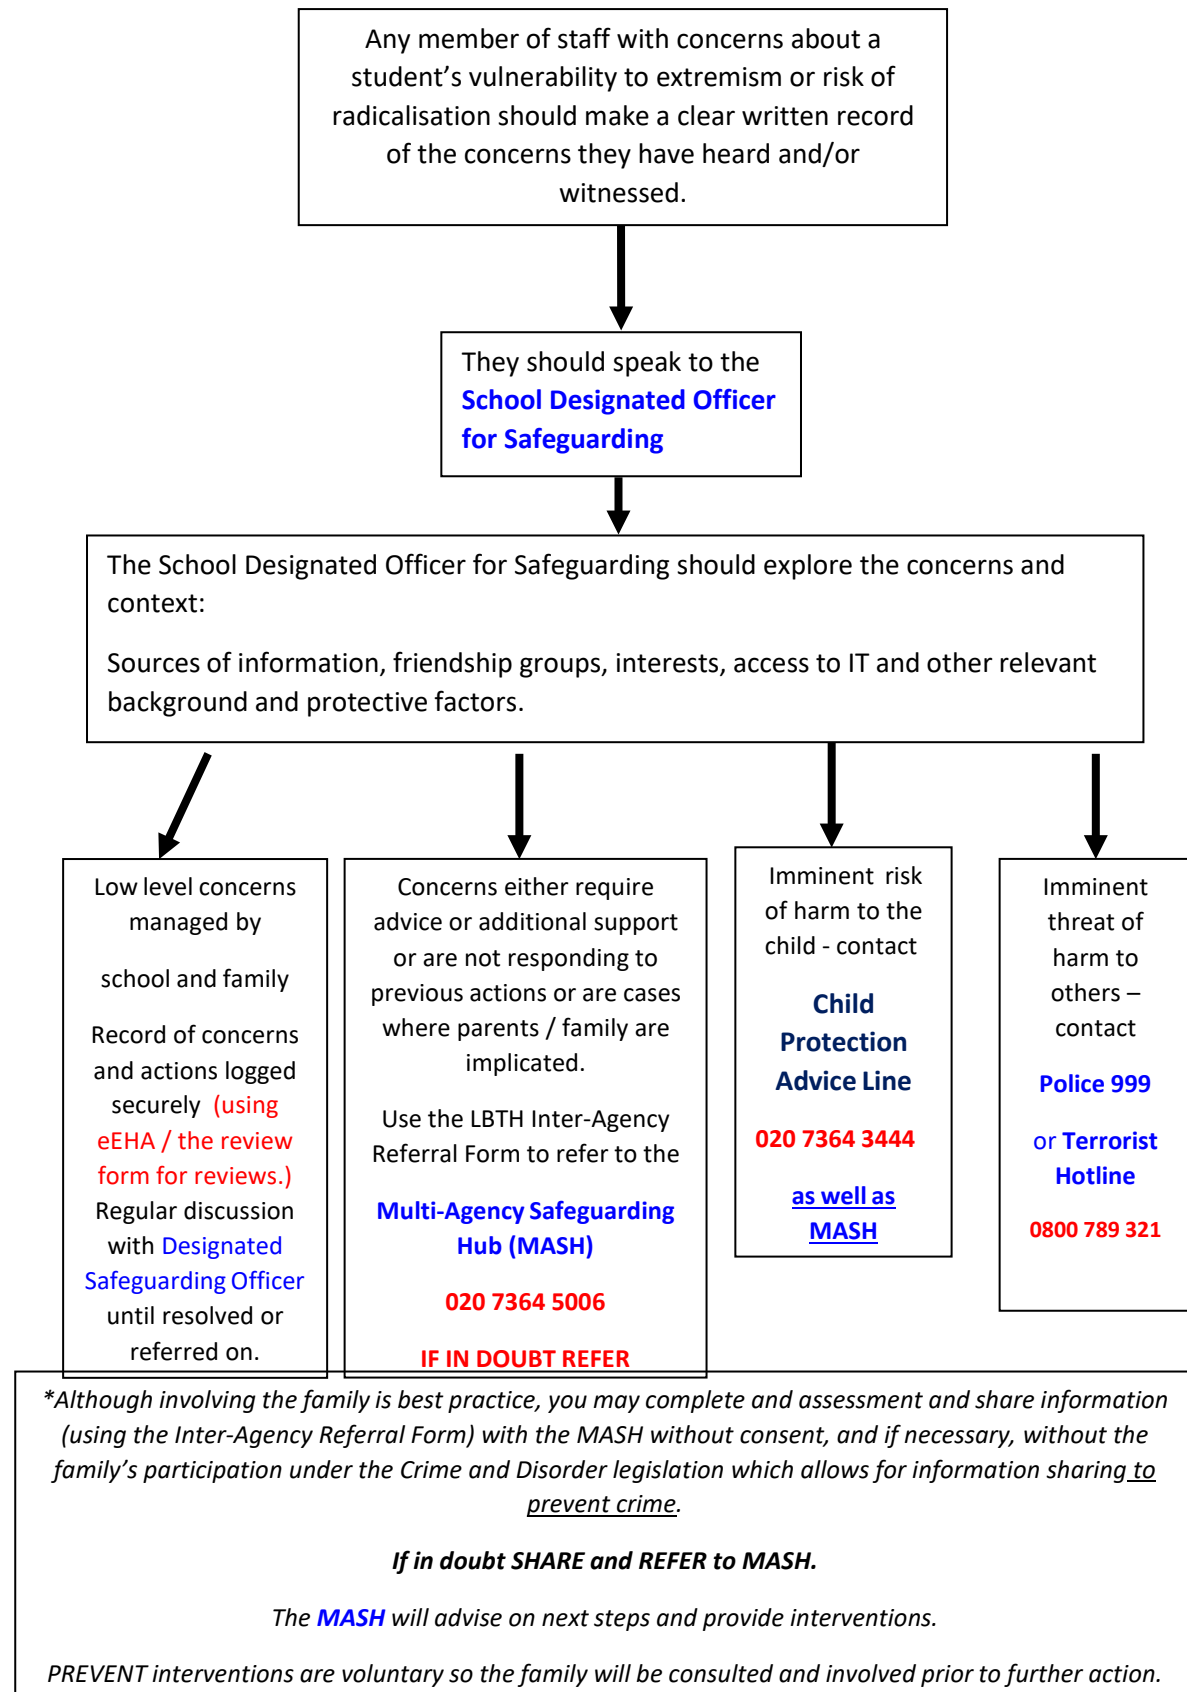 Any member of staff with concerns about a
student’s vulnerability to extremism or risk of
radicalisation should make a clear written record
of the concerns they have heard and/or
witnessed.
They should speak to the
School Designated Officer
for Safeguarding
The School Designated Officer for Safeguarding should explore the concerns and
context:
Sources of information, friendship groups, interests, access to IT and other relevant
background and protective factors.
Low level concerns
managed by
school and family
Record of concerns
and actions logged
securely (using
eEHA / the review
form for reviews.)
Regular discussion
with Designated
Safeguarding Officer
until resolved or
referred on.
Concerns either require
advice or additional support
or are not responding to
previous actions or are cases
where parents / family are
implicated.
Use the LBTH Inter-Agency
Referral Form to refer to the
Multi-Agency Safeguarding
Hub (MASH)
020 7364 5006
IF IN DOUBT REFER
Imminent risk
of harm to the
child - contact
Child
Protection
Advice Line
020 7364 3444
as well as
MASH
Imminent
threat of
harm to
others –
contact
Police 999
or Terrorist
Hotline
0800 789 321
*Although involving the family is best practice, you may complete and assessment and share information
(using the Inter-Agency Referral Form) with the MASH without consent, and if necessary, without the
family’s participation under the Crime and Disorder legislation which allows for information sharing to
prevent crime.
If in doubt SHARE and REFER to MASH.
The MASH will advise on next steps and provide interventions.
PREVENT interventions are voluntary so the family will be consulted and involved prior to further action.